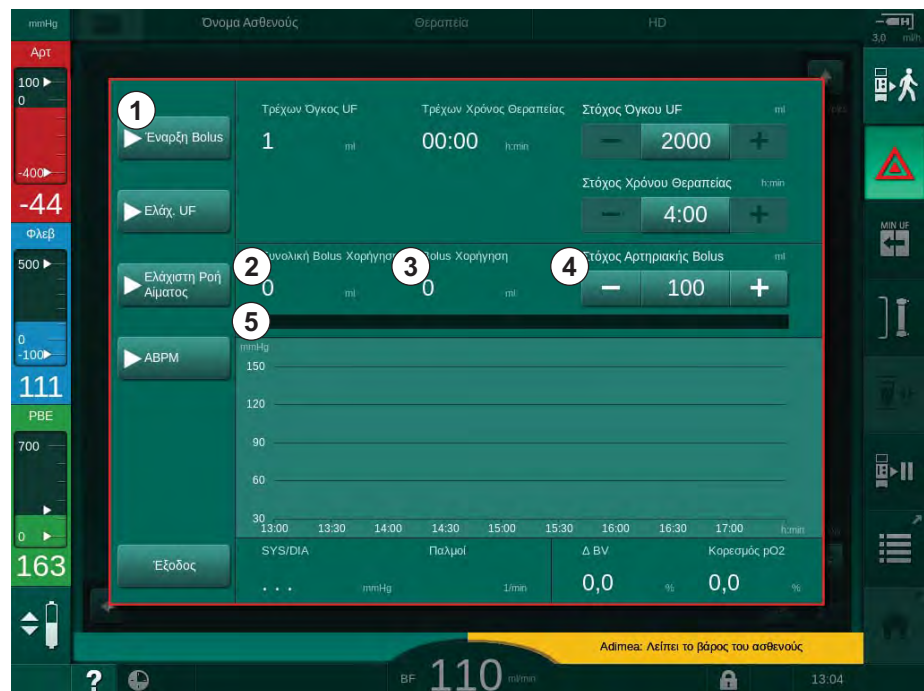 mmHg Όνομα Ασθενούς Θεραπεία HD
3,0 ml/h
Αρτ
100
0
-400
-44
Φλεβ
500
0
-100
111
PBE
700
0
163
1
Έναρξη Bolus
Ελάχ. UF
Ελάχιστη Ροή
Αίματος
ABPM
Έξοδος
Τρέχων Όγκος UF Τρέχων Χρόνος Θεραπείας Στόχος Όγκου UF ml
1 ml 00:00 h:min − 2000 +
Στόχος Χρόνου Θεραπείας h:min
− 4:00 +
2 3 4
Συνολική Bolus Χορήγηση Bolus Χορήγηση Στόχος Αρτηριακής Bolus ml
0 ml 0 ml − 100 +
5
mmHg
150
120
90
60
30
13:00 13:30 14:00 14:30 15:00 15:30 16:00 16:30 17:00 h:min
SYS/DIA Παλμοί Δ BV Κορεσμός pO2
. . . mmHg 1/min 0,0 % 0,0 %
MIN UF
Adimea: Λείπει το βάρος του ασθενούς
? BF 110 ml/min 13:04